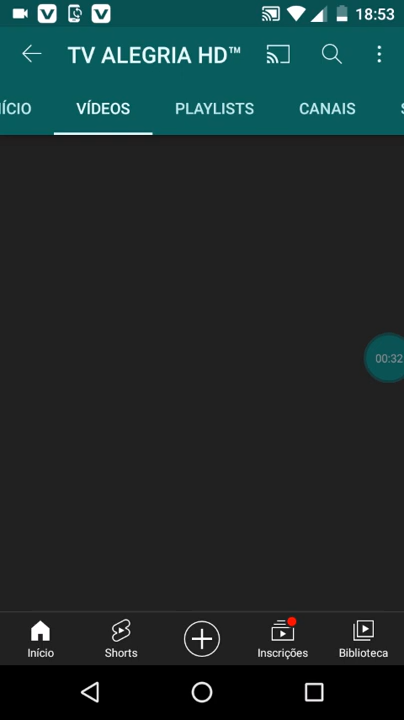 18:53
TV ALEGRIA HD™
ÍCIO VÍDEOS PLAYLISTS CANAIS S
00:32
Início Shorts Inscrições Biblioteca